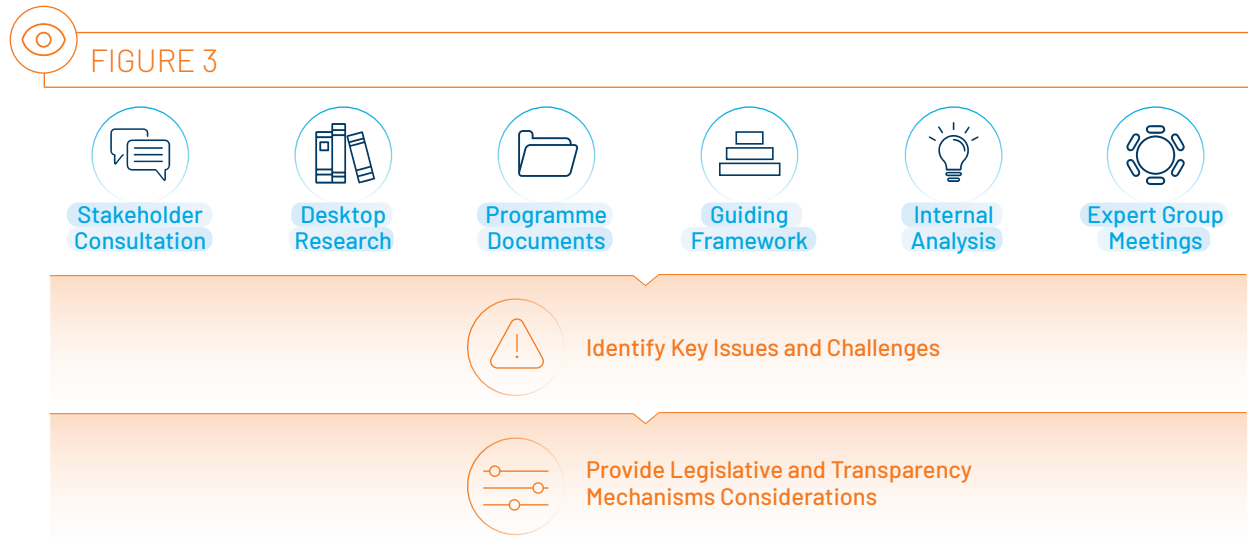 FIGURE 3
Stakeholder
Consultation
Desktop
Research
Programme
Documents
Guiding
Framework
Internal
Analysis
Expert Group
Meetings
Identify Key Issues and Challenges
Provide Legislative and Transparency
Mechanisms Considerations